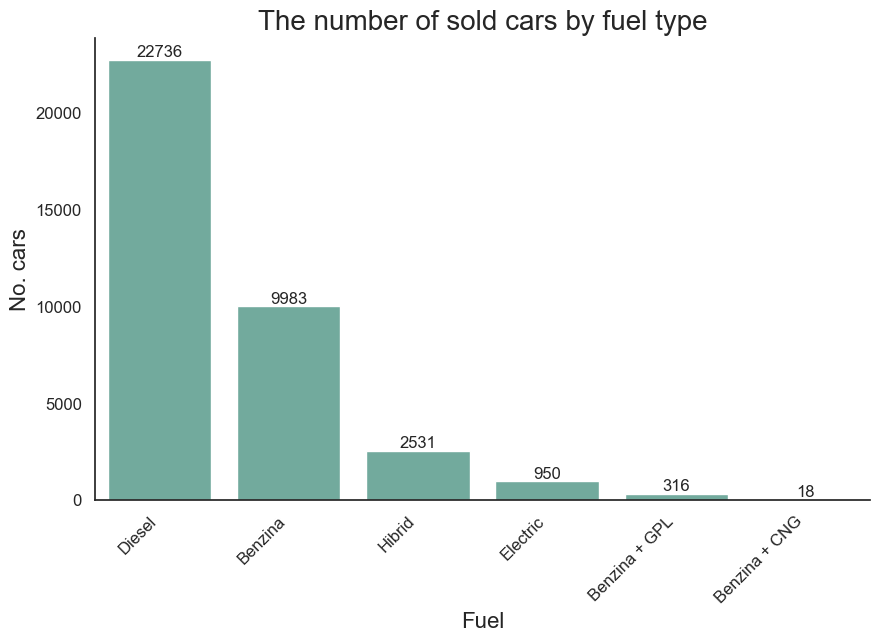 The number of sold cars by fuel type
22736
20000
15000
No. cars
10000
9983
5000
2531
950
316
18
0
Diesel
Benzina
Hibrid
Electric
Benzina + GPL
Benzina + CNG
Fuel